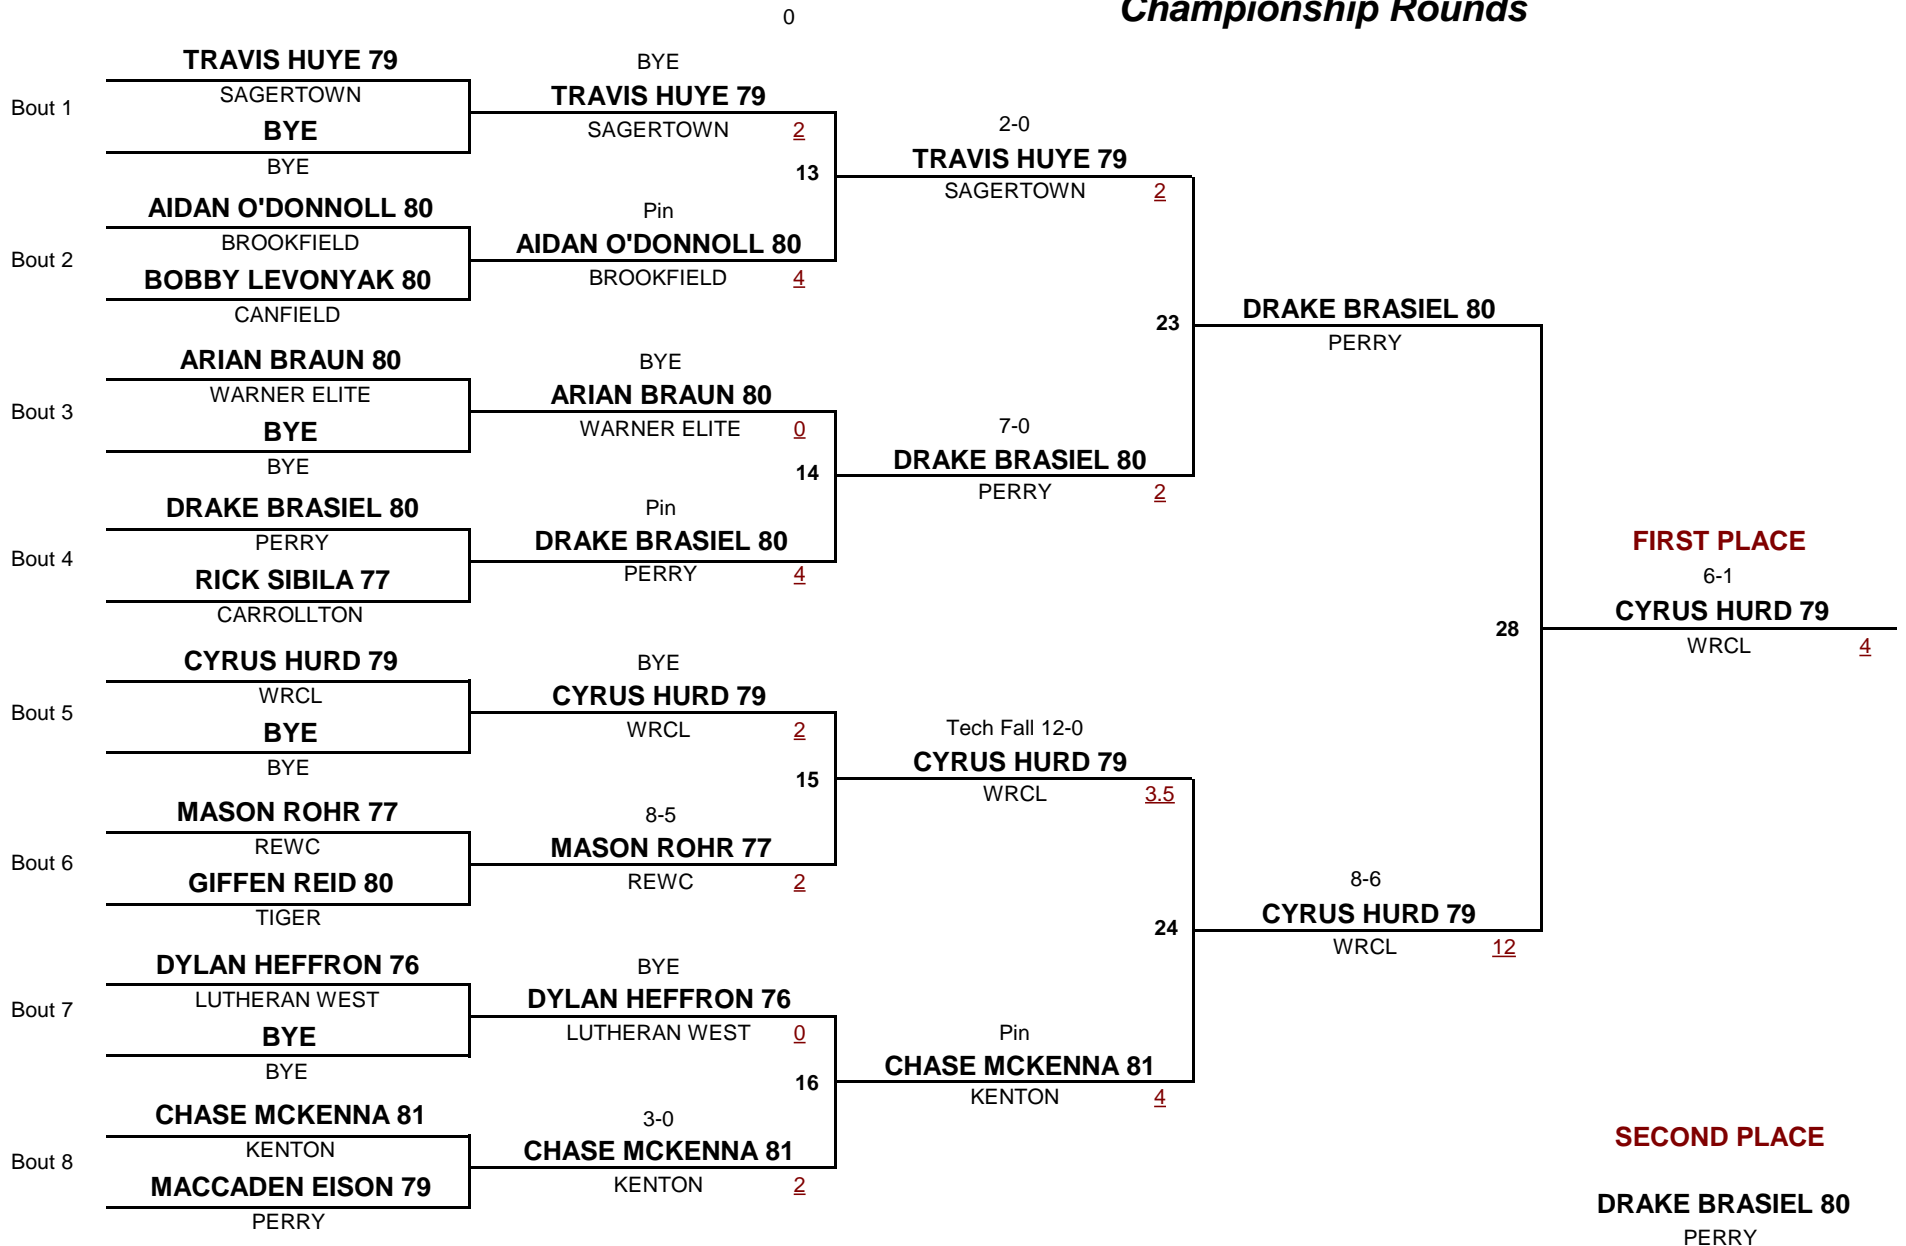 0
Championship Rounds
TRAVIS HUYE 79
SAGERTOWN
Bout 1
BYE
BYE
AIDAN O'DONNOLL 80
BROOKFIELD
Bout 2
BOBBY LEVONYAK 80
CANFIELD
ARIAN BRAUN 80
WARNER ELITE
Bout 3
BYE
BYE
DRAKE BRASIEL 80
PERRY
Bout 4
RICK SIBILA 77
CARROLLTON
CYRUS HURD 79
WRCL
Bout 5
BYE
BYE
MASON ROHR 77
REWC
Bout 6
GIFFEN REID 80
TIGER
DYLAN HEFFRON 76
LUTHERAN WEST
Bout 7
BYE
BYE
CHASE MCKENNA 81
KENTON
Bout 8
MACCADEN EISON 79
PERRY
BYE
TRAVIS HUYE 79
SAGERTOWN 2
13
Pin
AIDAN O'DONNOLL 80
BROOKFIELD 4
BYE
ARIAN BRAUN 80
WARNER ELITE 0
14
Pin
DRAKE BRASIEL 80
PERRY 4
BYE
CYRUS HURD 79
WRCL 2
15
8-5
MASON ROHR 77
REWC 2
BYE
DYLAN HEFFRON 76
LUTHERAN WEST 0
16
3-0
CHASE MCKENNA 81
KENTON 2
2-0
TRAVIS HUYE 79
SAGERTOWN 2
23
7-0
DRAKE BRASIEL 80
PERRY 2
Tech Fall 12-0
CYRUS HURD 79
WRCL 3.5
24
Pin
CHASE MCKENNA 81
KENTON 4
DRAKE BRASIEL 80
PERRY
28
8-6
CYRUS HURD 79
WRCL 12
FIRST PLACE
6-1
CYRUS HURD 79
WRCL 4
SECOND PLACE
DRAKE BRASIEL 80
PERRY